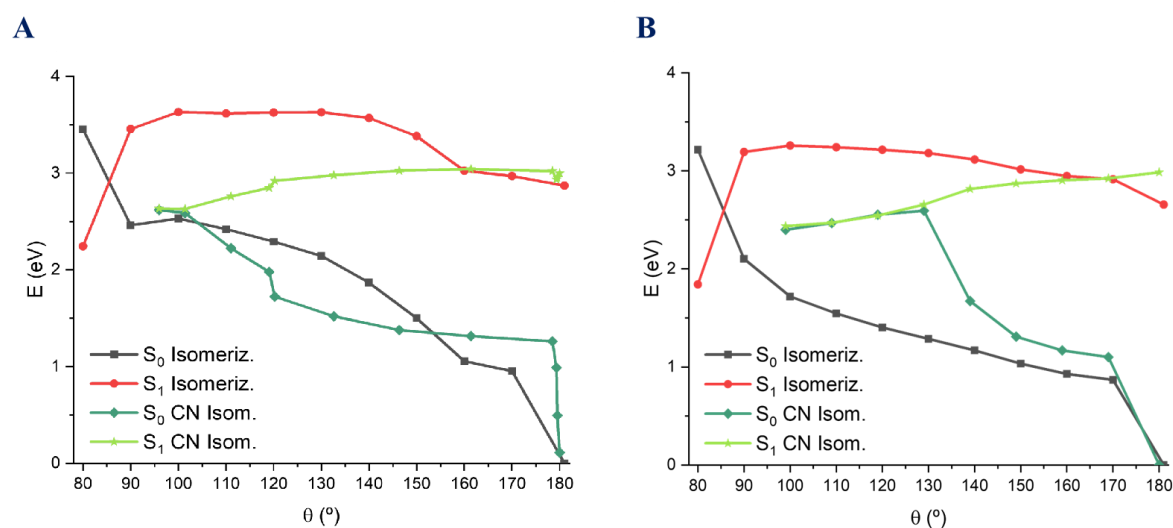 A
4
3
2
1
0
E (eV)
S₀ Isomeriz.
S₁ Isomeriz.
S₀ CN Isom.
S₁ CN Isom.
80 90 100 110 120 130 140 150 160 170 180
θ (º)
B
4
3
2
1
0
E (eV)
S₀ Isomeriz.
S₁ Isomeriz.
S₀ CN Isom.
S₁ CN Isom.
80 90 100 110 120 130 140 150 160 170 180
θ (º)